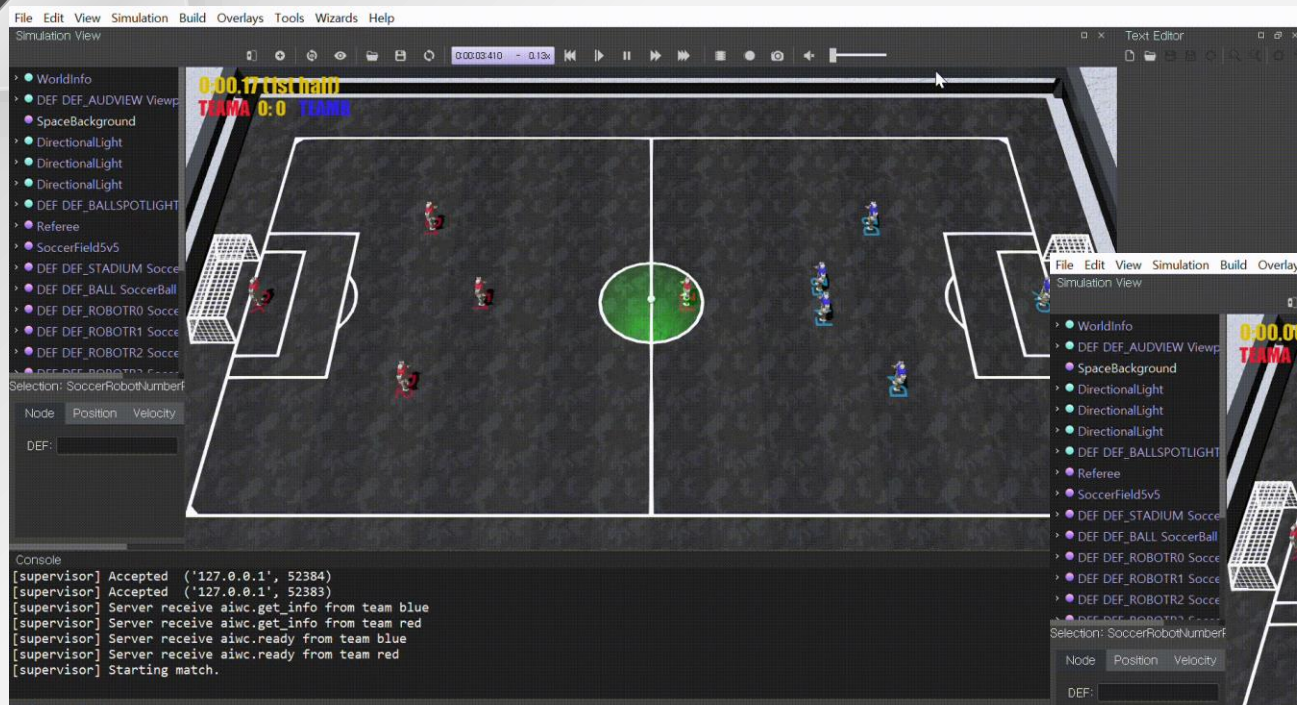 File Edit View Simulation Build Overlays Tools Wizards Help
Simulation View
0:00:03:410 - 0.13x
Text Editor
WorldInfo
DEF DEF_AUDVIEW Viewp
SpaceBackground
DirectionalLight
DirectionalLight
DirectionalLight
DEF DEF_BALLSPOTLIGHT
Referee
SoccerField5v5
DEF DEF_STADIUM Socce
DEF DEF_BALL SoccerBall
DEF DEF_ROBOTR0 Socce
DEF DEF_ROBOTR1 Socce
DEF DEF_ROBOTR2 Socce
Selection: SoccerRobotNumberF
Node Position Velocity
DEF:
0:00.17 (1st half)
TEAMA 0:0 TEAMB
Console
[supervisor] Accepted ('127.0.0.1', 52384)
[supervisor] Accepted ('127.0.0.1', 52383)
[supervisor] Server receive aiwc.get_info from team blue
[supervisor] Server receive aiwc.get_info from team red
[supervisor] Server receive aiwc.ready from team blue
[supervisor] Server receive aiwc.ready from team red
[supervisor] Starting match.
File Edit View Simulation Build Overlay
Simulation View
WorldInfo
DEF DEF_AUDVIEW Viewp
SpaceBackground
DirectionalLight
DirectionalLight
DirectionalLight
DEF DEF_BALLSPOTLIGHT
Referee
SoccerField5v5
DEF DEF_STADIUM Socce
DEF DEF_BALL SoccerBall
DEF DEF_ROBOTR0 Socce
DEF DEF_ROBOTR1 Socce
DEF DEF_ROBOTR2 Socce
Selection: SoccerRobotNumberF
Node Position Velocity
DEF:
TEAMA